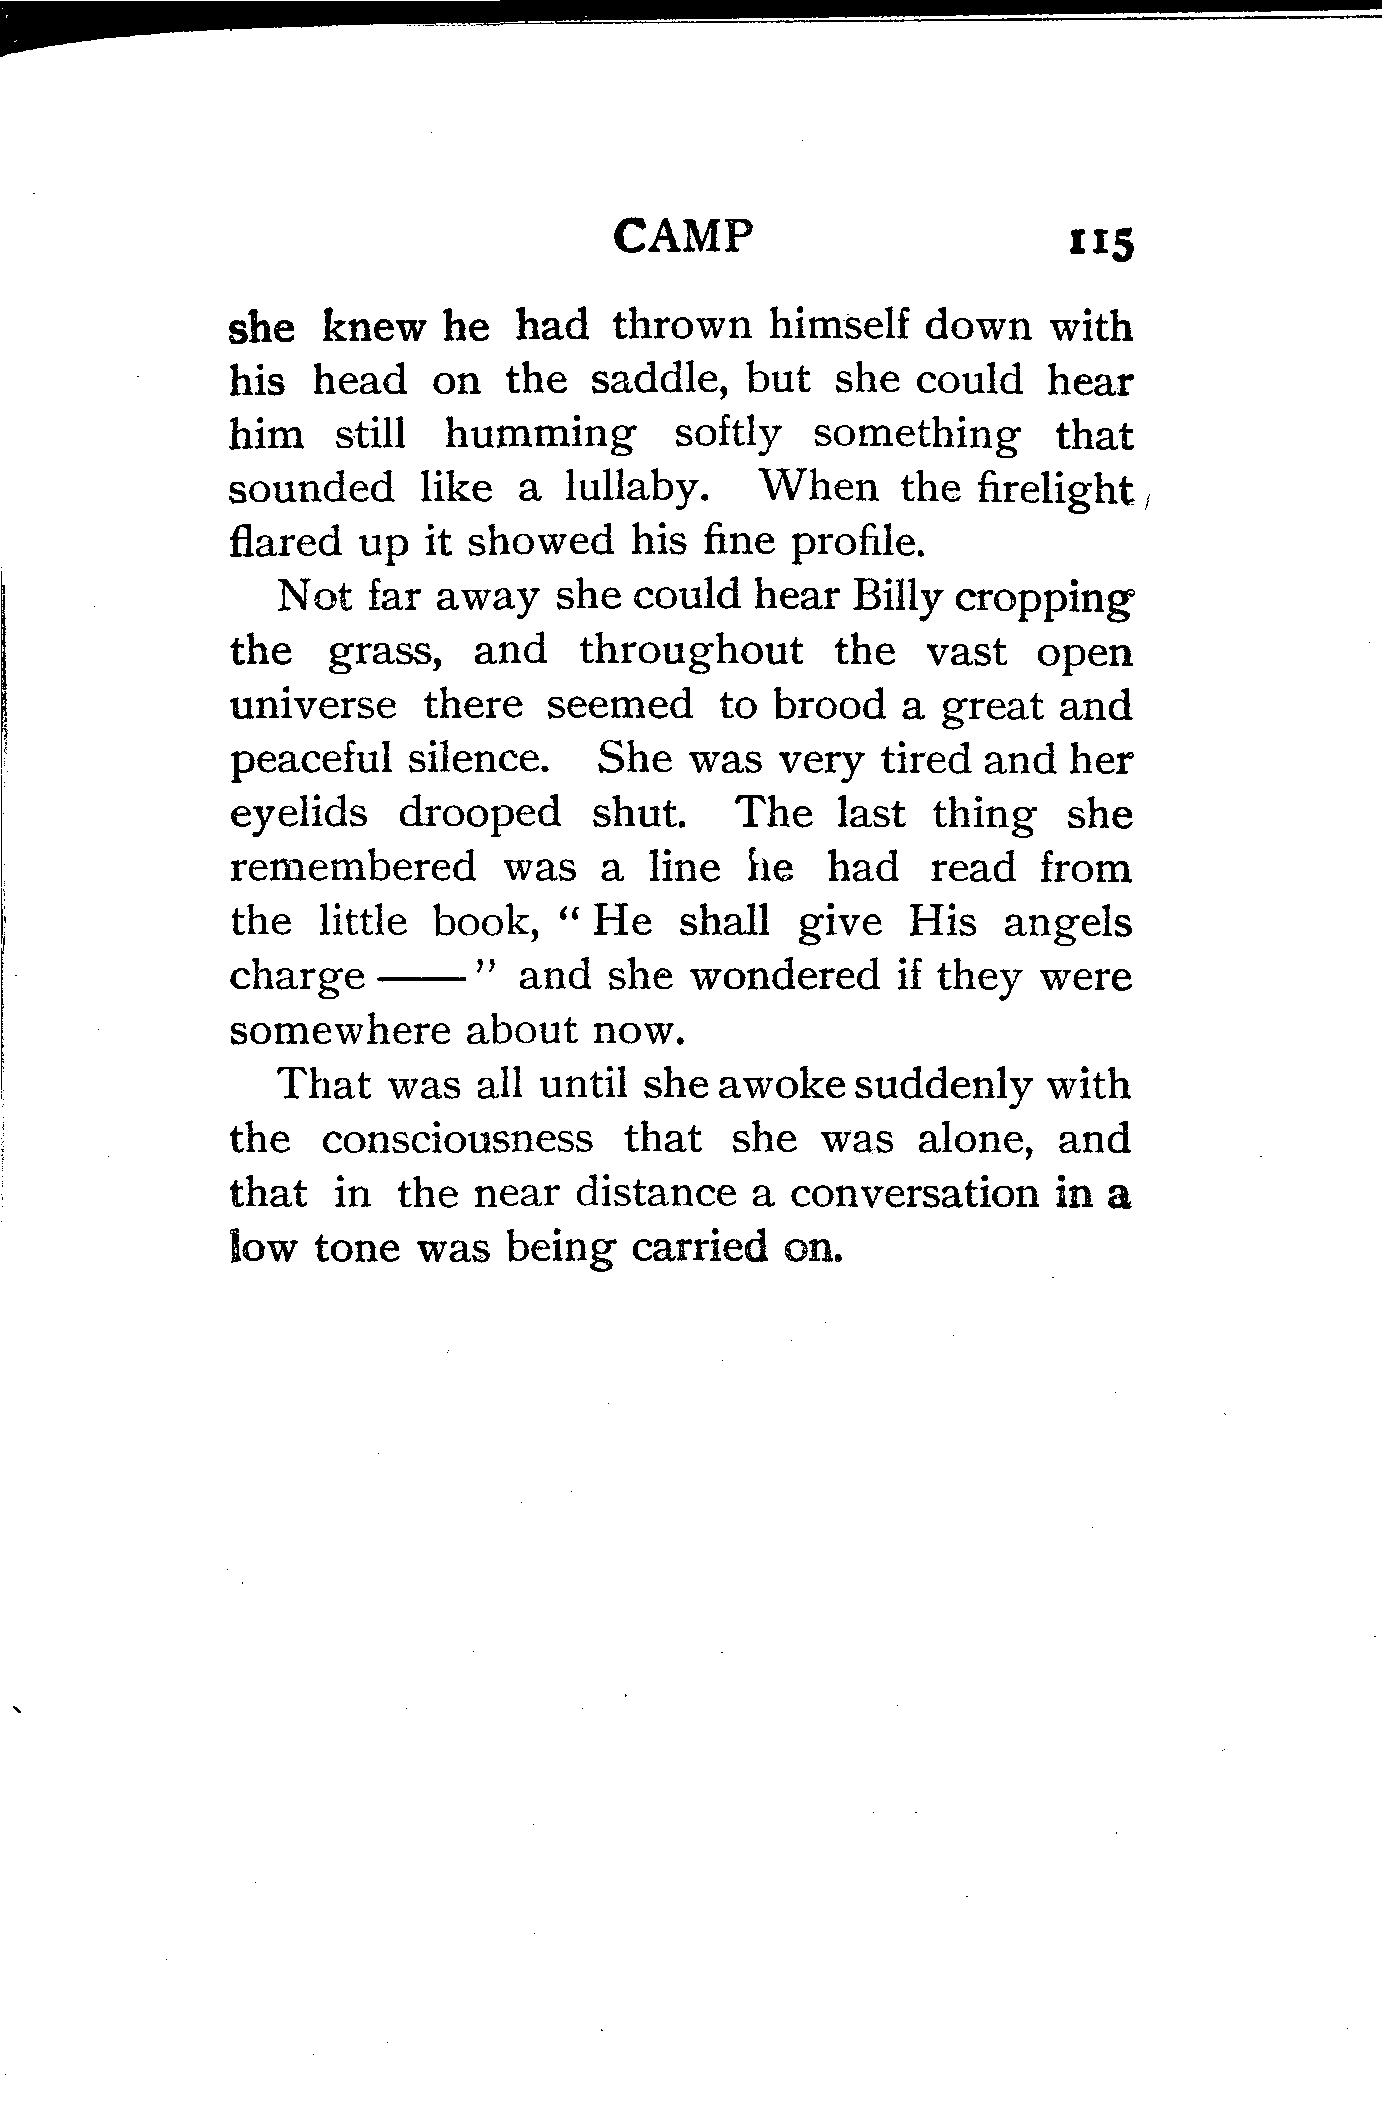 CAMP 115
she knew he had thrown himself down with
his head on the saddle, but she could hear
him still humming softly something that
sounded like a lullaby. When the firelight
flared up it showed his fine profile.
Not far away she could hear Billy cropping
the grass, and throughout the vast open
universe there seemed to brood a great and
peaceful silence. She was very tired and her
eyelids drooped shut. The last thing she
remembered was a line he had read from
the little book, “ He shall give His angels
charge —— ” and she wondered if they were
somewhere about now.
That was all until she awoke suddenly with
the consciousness that she was alone, and
that in the near distance a conversation in a
low tone was being carried on.